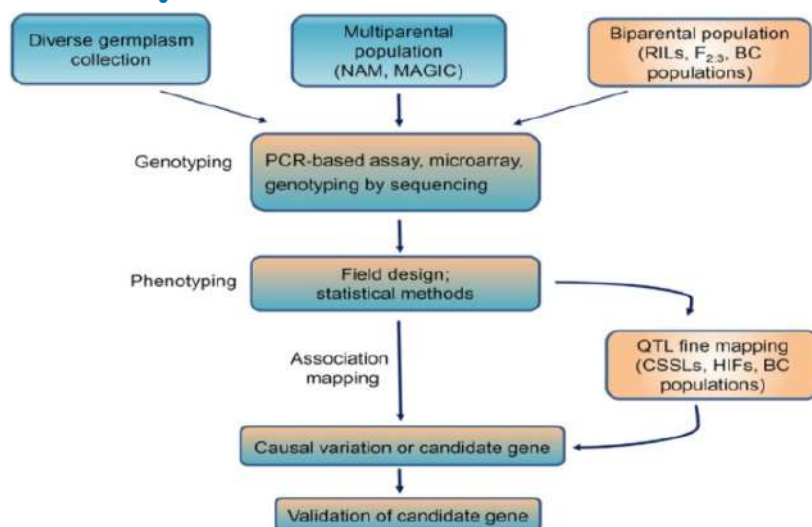 Diverse germplasm
collection
Multiparental
population
(NAM, MAGIC)
Biparental population
(RILs, F2:3, BC
populations)
Genotyping
PCR-based assay, microarray,
genotyping by sequencing
Phenotyping
Field design;
statistical methods
Association
mapping
QTL fine mapping
(CSSLs, HIFs, BC
populations)
Causal variation or candidate gene
Validation of candidate gene